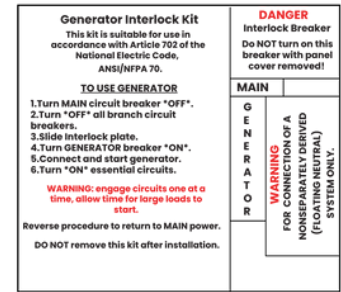 Generator Interlock Kit
This kit is suitable for use in
accordance with Article 702 of the
National Electric Code,
ANSI/NFPA 70.
TO USE GENERATOR
1.Turn MAIN circuit breaker *OFF*.
2.Turn *OFF* all branch circuit
breakers.
3.Slide Interlock plate.
4.Turn GENERATOR breaker *ON*.
5.Connect and start generator.
6.Turn *ON* essential circuits.
WARNING: engage circuits one at a
time, allow time for large loads to
start.
Reverse procedure to return to MAIN power.
DO NOT remove this kit after installation.
DANGER
Interlock Breaker
Do NOT turn on this
breaker with panel
cover removed!
MAIN
GENERATOR
WARNING
FOR CONNECTION OF A
NONSEPARATELY DERIVED
(FLOATING NEUTRAL)
SYSTEM ONLY.